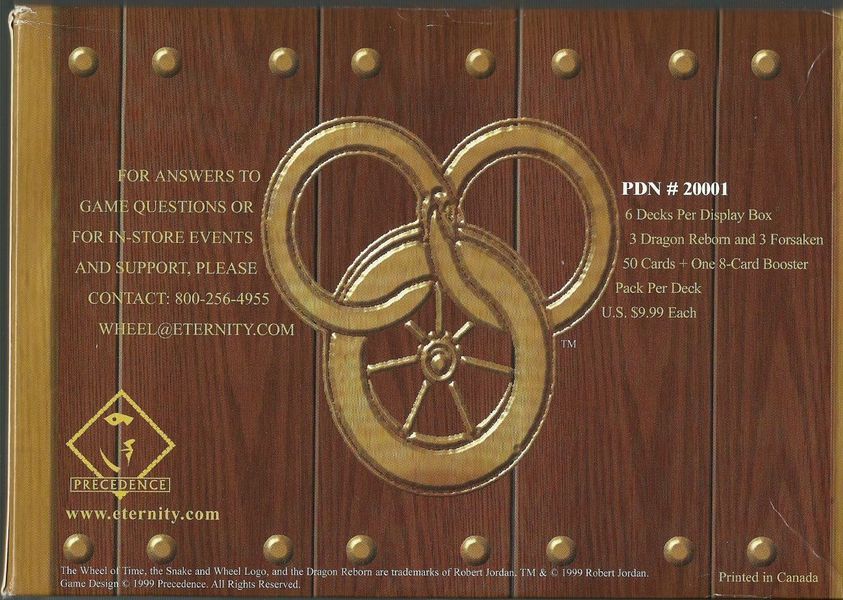 FOR ANSWERS TO
GAME QUESTIONS OR
FOR IN-STORE EVENTS
AND SUPPORT, PLEASE
CONTACT: 800-256-4955
WHEEL@ETERNITY.COM
PDN # 20001
6 Decks Per Display Box
3 Dragon Reborn and 3 Forsaken
50 Cards + One 8-Card Booster
Pack Per Deck
U.S. $9.99 Each
TM
PRECEDENCE
www.eternity.com
The Wheel of Time, the Snake and Wheel Logo, and the Dragon Reborn are trademarks of Robert Jordan. TM & © 1999 Robert Jordan.
Game Design © 1999 Precedence. All Rights Reserved.
Printed in Canada